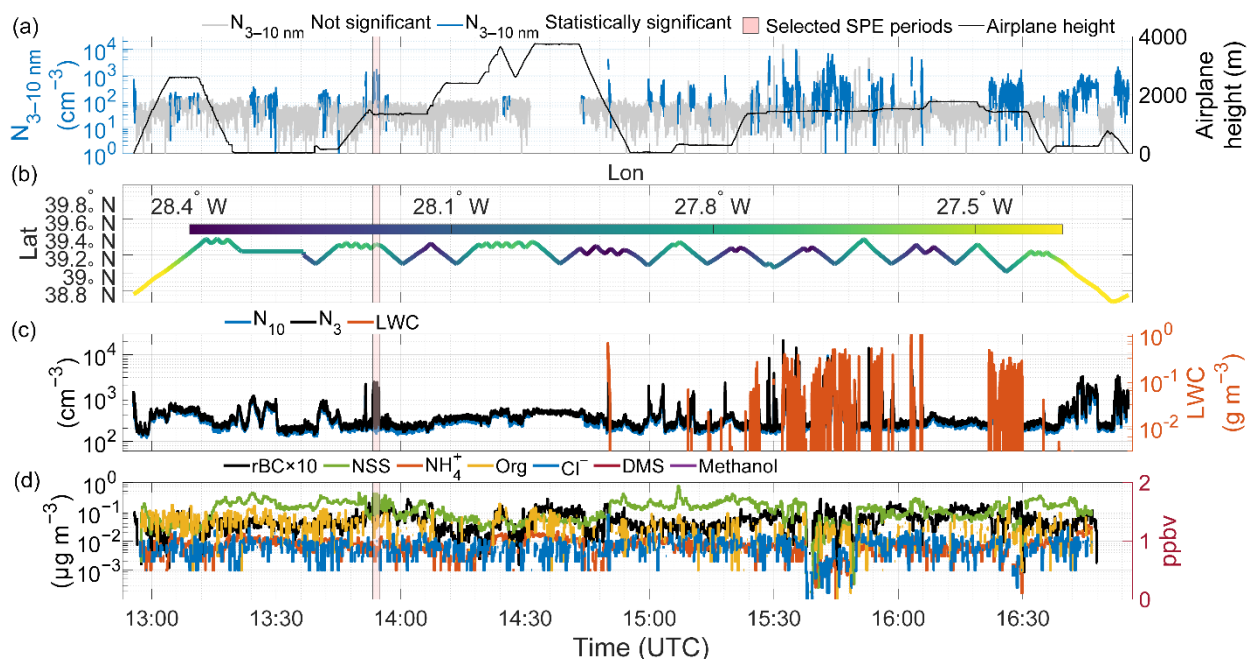 (a) N3–10 nm Not significant N3–10 nm Statistically significant Selected SPE periods Airplane height
N3–10 nm (cm−3)
10^4
10^3
10^2
10^1
10^0
4000
2000
0
Airplane height (m)
Lon
(b)
Lat
39.8° N
39.6° N
39.4° N
39.2° N
39° N
38.8° N
28.4° W 28.1° W 27.8° W 27.5° W
(c) N10 N3 LWC
(cm−3)
10^4
10^3
10^2
10^0
10^-1
10^-2
LWC (g m−3)
rBC×10 NSS NH4+ Org Cl− DMS Methanol
(d)
(µg m−3)
10^0
10^-1
10^-2
10^-3
2
1
0
ppbv
13:00 13:30 14:00 14:30 15:00 15:30 16:00 16:30
Time (UTC)